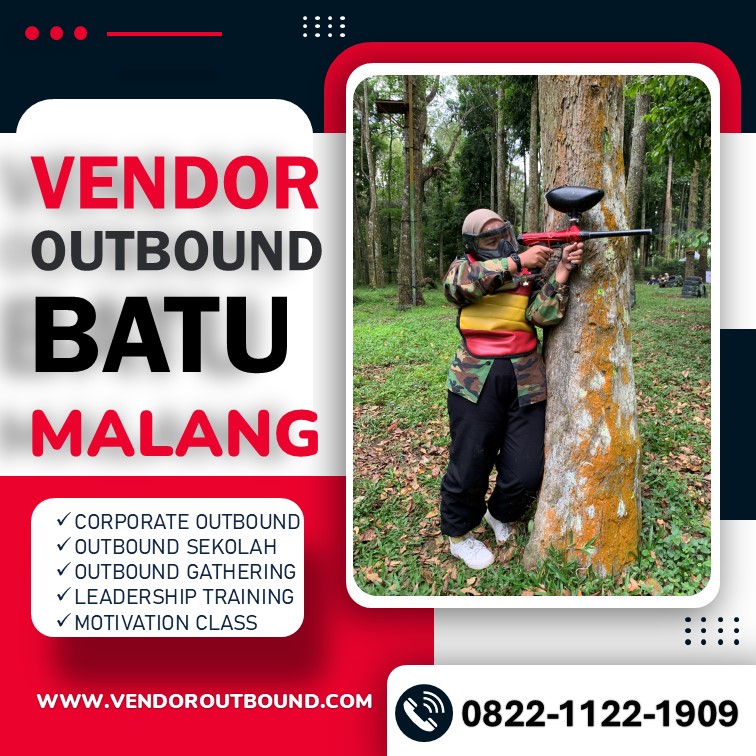 VENDOR
OUTBOUND
BATU
MALANG
✓CORPORATE OUTBOUND
✓OUTBOUND SEKOLAH
✓OUTBOUND GATHERING
✓LEADERSHIP TRAINING
✓MOTIVATION CLASS
WWW.VENDOROUTBOUND.COM
0822-1122-1909